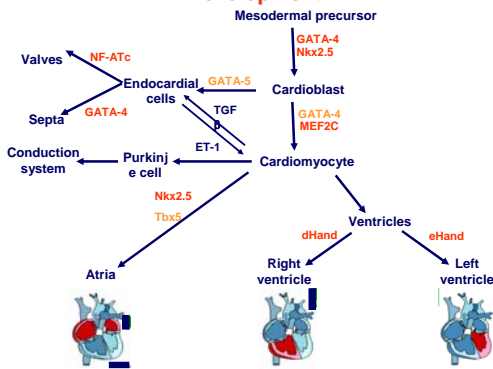 Mesodermal precursor
GATA-4
Nkx2.5
Valves
NF-ATc
Endocardial
cells
GATA-5
Cardioblast
GATA-4
MEF2C
Septa
GATA-4
TGF
β
ET-1
Conduction
system
Purkinj
e cell
Cardiomyocyte
Nkx2.5
Tbx5
Ventricles
dHand
eHand
Atria
Right
ventricle
Left
ventricle